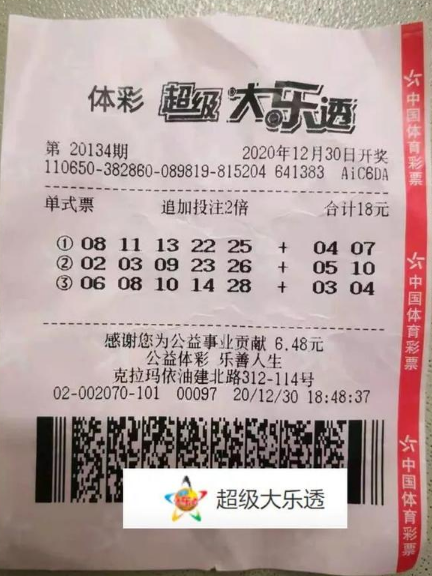 体彩 超级大乐透
第 20134期 2020年12月30日开奖
110650-382860-089819-815204 641383 AiC6DA
单式票 追加投注2倍 合计18元
① 08 11 13 22 25 + 04 07
② 02 03 09 23 26 + 05 10
③ 06 08 10 14 28 + 03 04
感谢您为公益事业贡献 6.48元
公益体彩 乐善人生
克拉玛依油建北路312-114号
02-002070-101 00097 20/12/30 18:48:37
超级大乐透
中国体育彩票
中国体育彩票
中国体育彩票